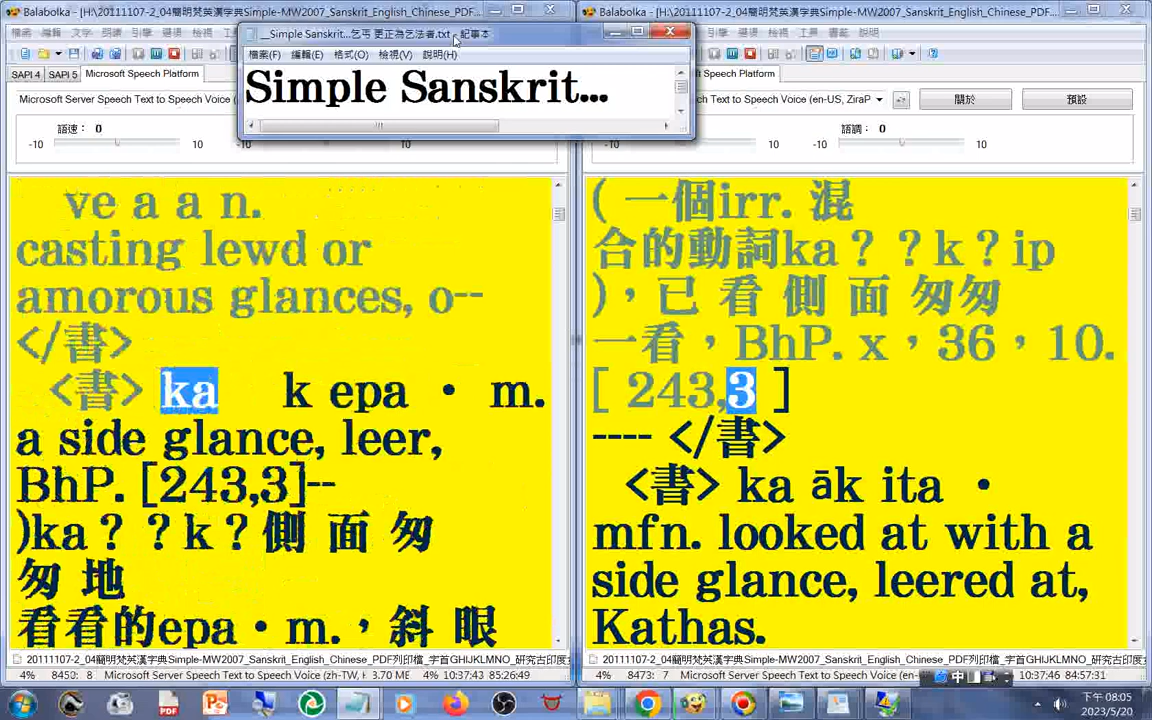 Balabolka - [H:\20111107-2_04簡明梵英漢字典Simple-MW2007_Sanskrit_English_Chinese_PDF...
Balabolka - [H:\20111107-2_04簡明梵英漢字典Simple-MW2007_Sanskrit_English_Chinese_PDF...
__Simple Sanskrit...乞丐 更正為乞法者.txt - 記事本
檔案(F) 編輯(E) 格式(O) 檢視(V) 說明(H)
Simple Sanskrit...
SAPI 4 SAPI 5 Microsoft Speech Platform
t Speech Platform
Microsoft Server Speech Text to Speech Voice (
ch Text to Speech Voice (en-US, ZiraP
關於
預設
語速： 0
-10 10
10
語調： 0
-10 10
10
ve a a n.
casting lewd or
amorous glances, o--
</書>
<書> ka k epa • m.
a side glance, leer,
BhP. [243,3]--
)ka？？k？側 面 匆
匆 地
看看的epa•m.，斜 眼
( 一個irr. 混
合的動詞ka？？k？ip
)，已 看 側 面 匆匆
一看，BhP. x，36，10.
[ 243,3 ]
---- </書>
<書> ka āk ita •
mfn. looked at with a
side glance, leered at,
Kathas.
20111107-2_04簡明梵英漢字典Simple-MW2007_Sanskrit_English_Chinese_PDF列印檔_字首GHIJKLMNO_研究古印度
20111107-2_04簡明梵英漢字典Simple-MW2007_Sanskrit_English_Chinese_PDF列印檔_字首GHIJKLMNO_研究古印度
4% 8450: 8 Microsoft Server Speech Text to Speech Voice (zh-TW, 3.70 ME 4% 10:37:43 85:26:49
4% 8473: 7 Microsoft Server Speech Text to Speech Voice 10:37:46 84:57:31
中
下午 08:05
2023/5/20